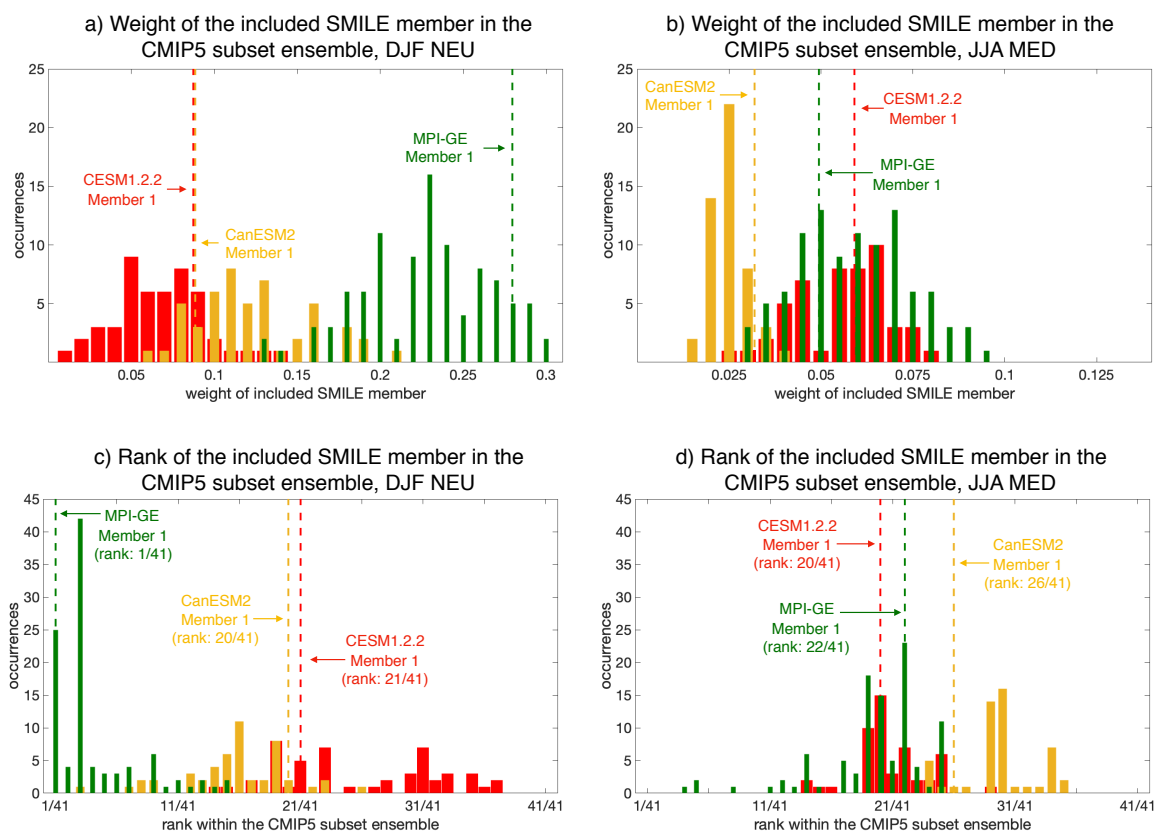 a) Weight of the included SMILE member in the
CMIP5 subset ensemble, DJF NEU
25
20
15
10
5
occurrences
CESM1.2.2
Member 1
CanESM2
Member 1
MPI-GE
Member 1
0.05
0.1
0.15
0.2
0.25
0.3
weight of included SMILE member
b) Weight of the included SMILE member in the
CMIP5 subset ensemble, JJA MED
25
20
15
10
5
occurrences
CanESM2
Member 1
CESM1.2.2
Member 1
MPI-GE
Member 1
0.025
0.05
0.075
0.1
0.125
weight of included SMILE member
c) Rank of the included SMILE member in the
CMIP5 subset ensemble, DJF NEU
45
40
35
30
25
20
15
10
5
0
occurrences
MPI-GE
Member 1
(rank: 1/41)
CanESM2
Member 1
(rank: 20/41)
CESM1.2.2
Member 1
(rank: 21/41)
1/41
11/41
21/41
31/41
41/41
rank within the CMIP5 subset ensemble
d) Rank of the included SMILE member in the
CMIP5 subset ensemble, JJA MED
45
40
35
30
25
20
15
10
5
0
occurrences
CESM1.2.2
Member 1
(rank: 20/41)
CanESM2
Member 1
(rank: 26/41)
MPI-GE
Member 1
(rank: 22/41)
1/41
11/41
21/41
31/41
41/41
rank within the CMIP5 subset ensemble